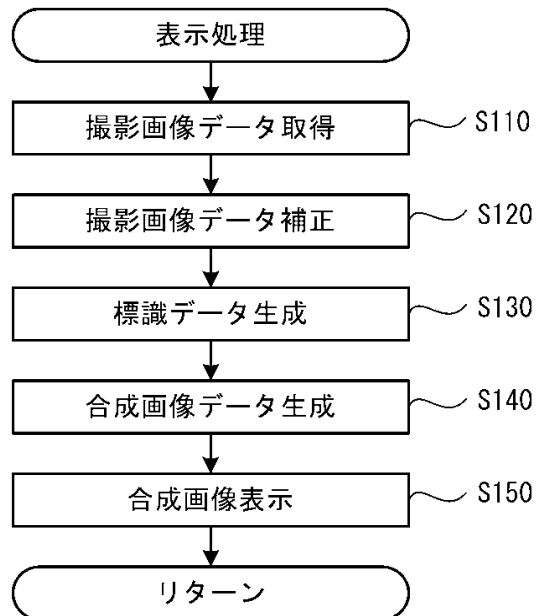 表示処理
撮影画像データ取得 S110
撮影画像データ補正 S120
標識データ生成 S130
合成画像データ生成 S140
合成画像表示 S150
リターン